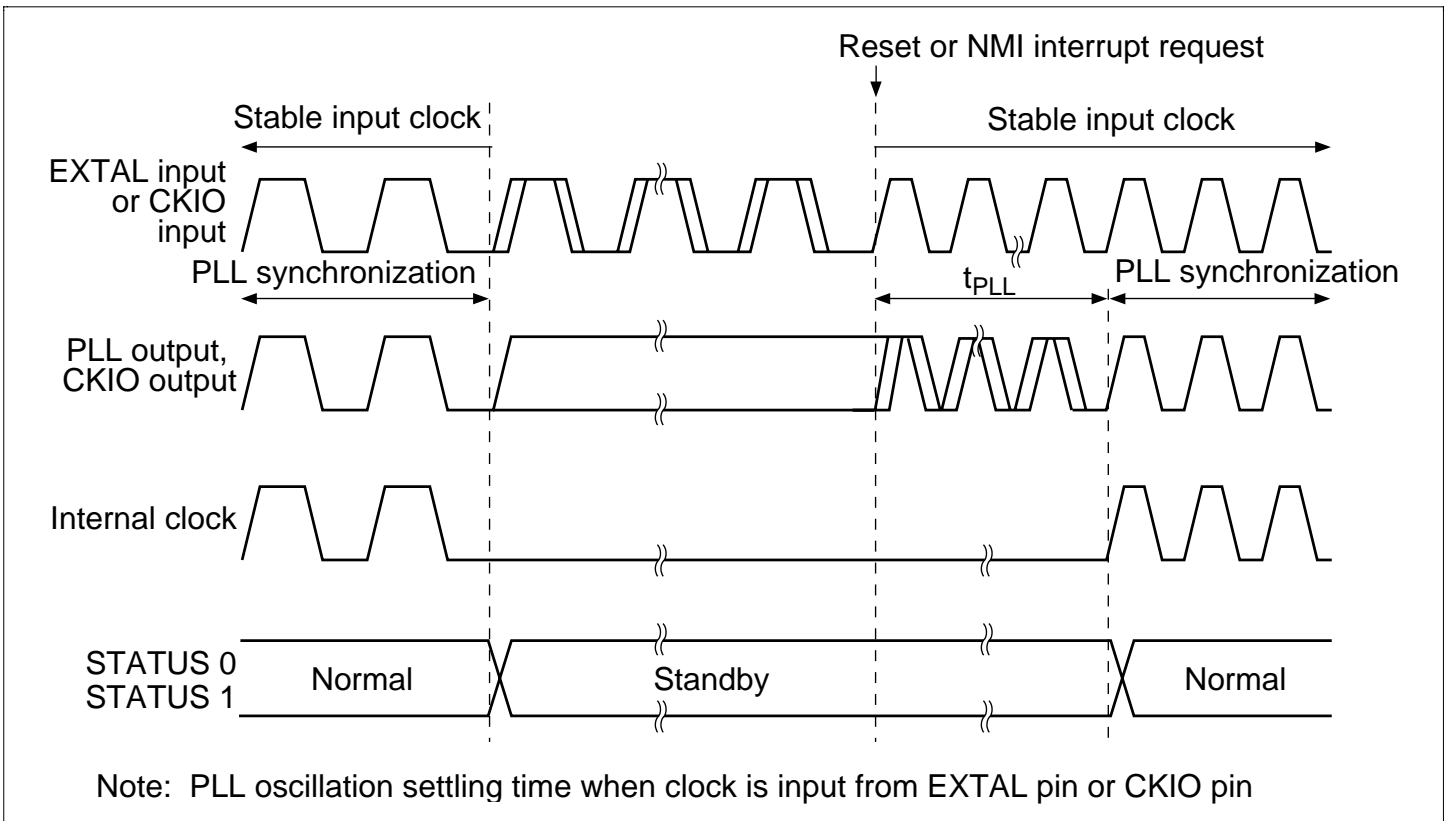 Reset or NMI interrupt request
Stable input clock
Stable input clock
EXTAL input
or CKIO
input
PLL synchronization
tPLL
PLL synchronization
PLL output,
CKIO output
Internal clock
STATUS 0
STATUS 1
Normal
Standby
Normal
Note: PLL oscillation settling time when clock is input from EXTAL pin or CKIO pin